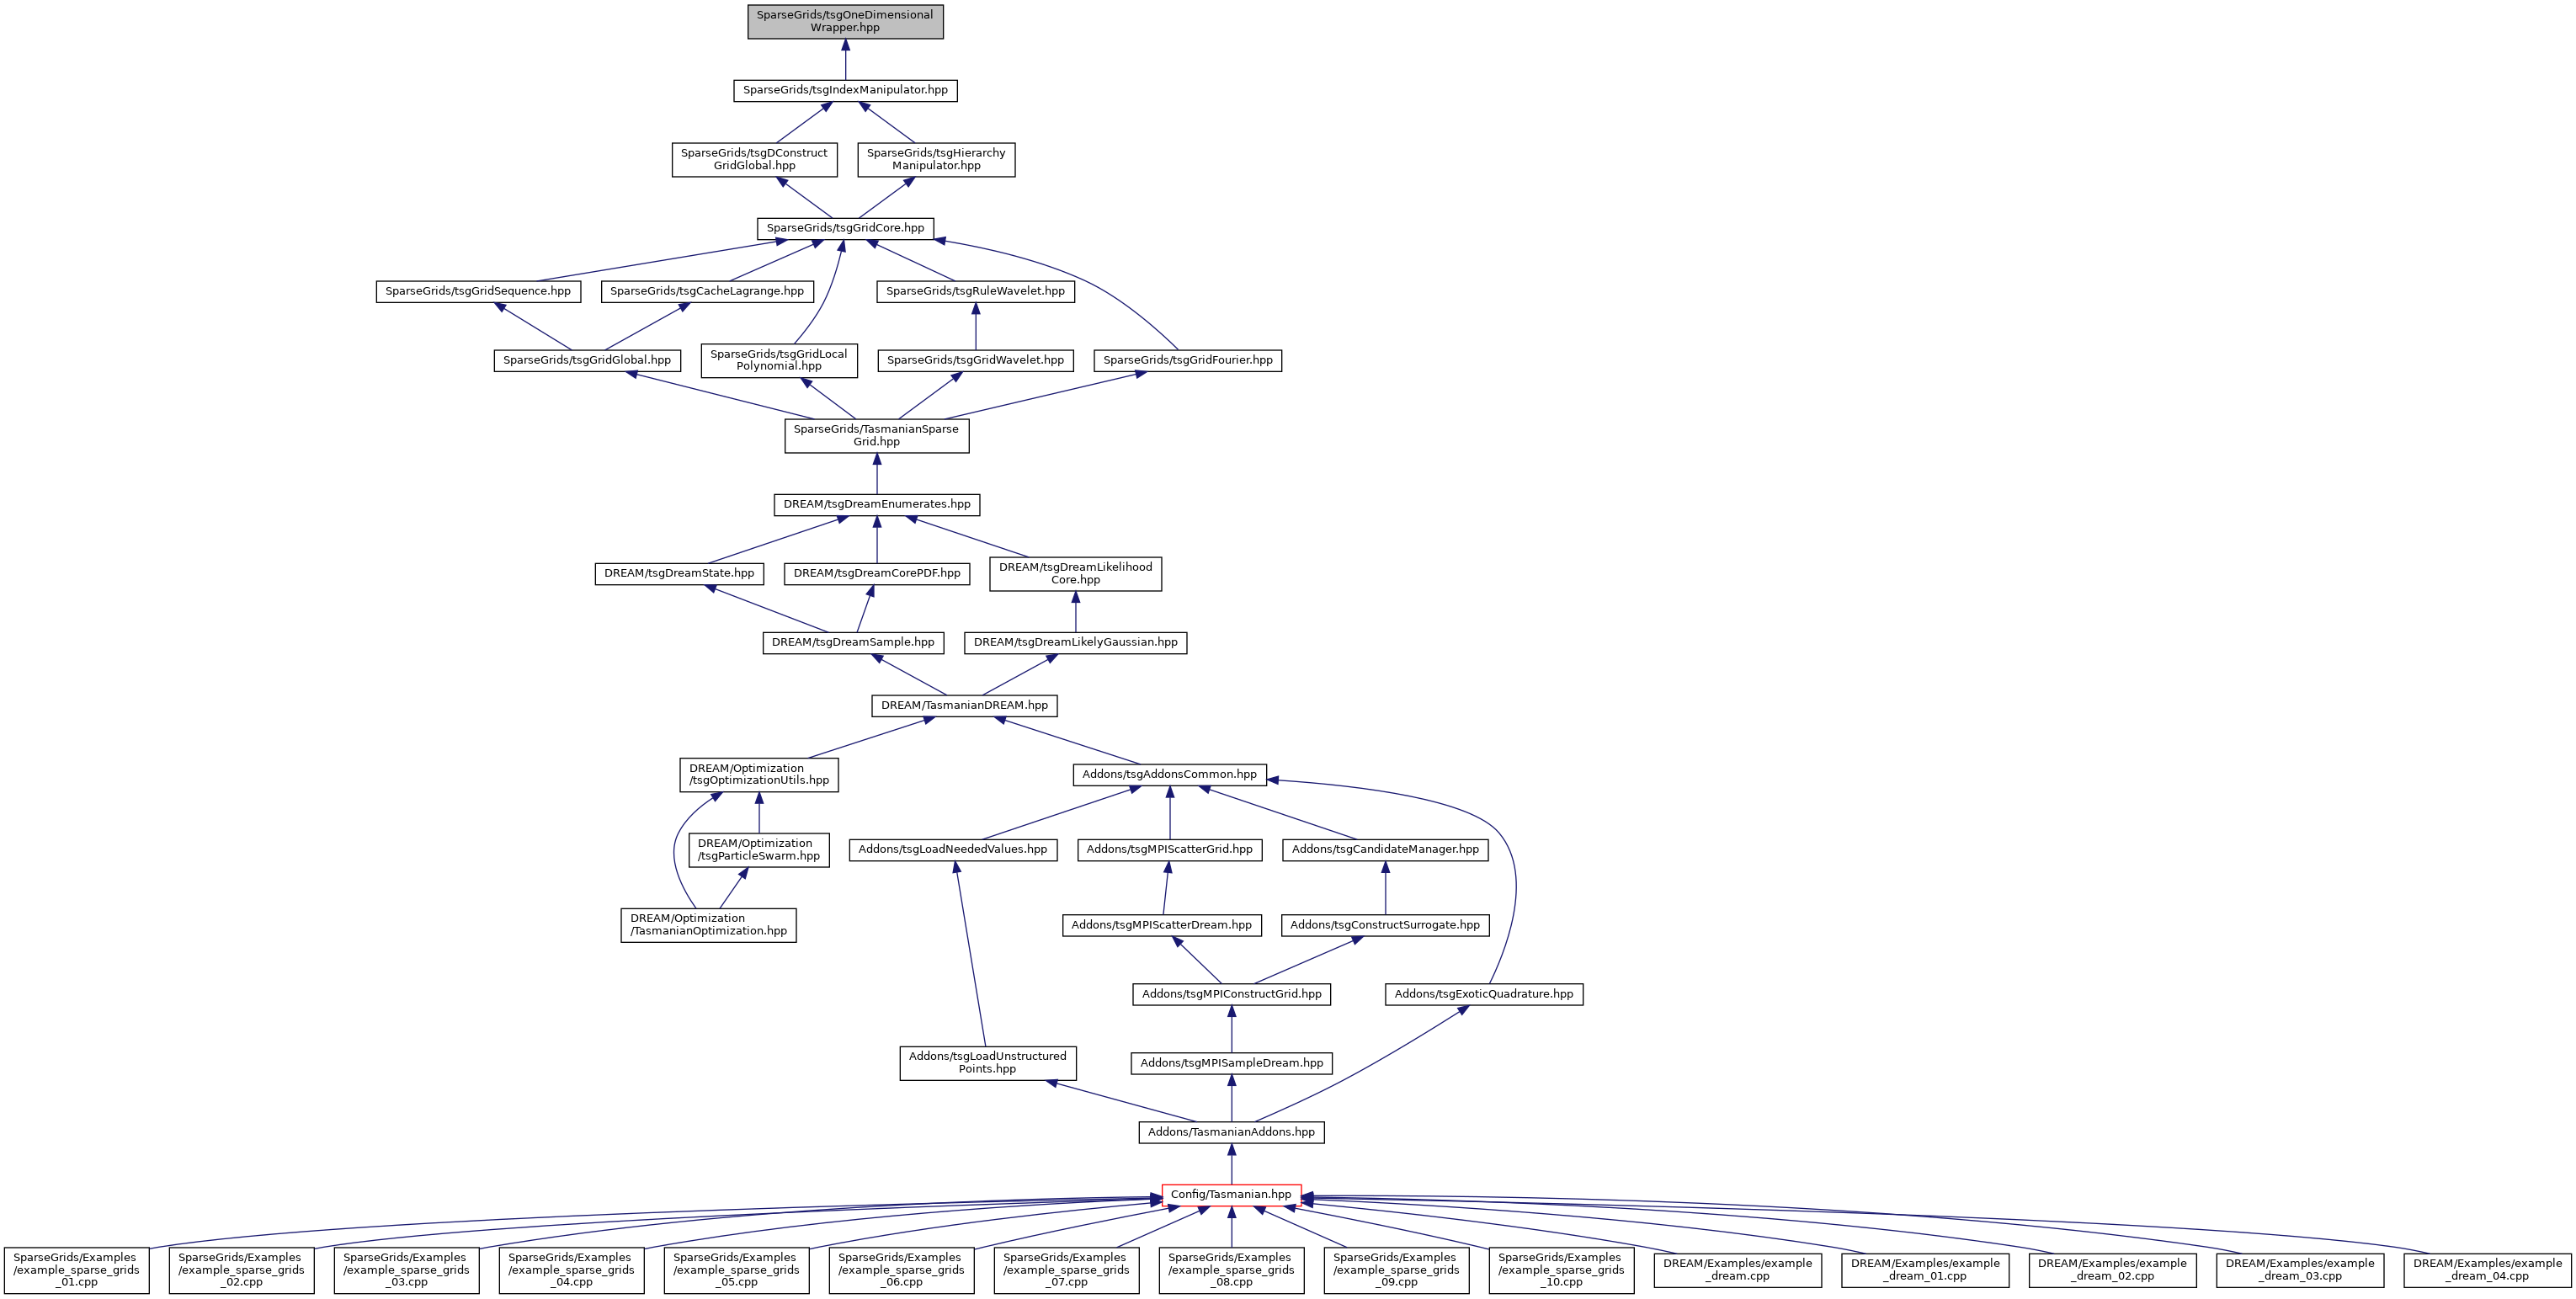 SparseGrids/tsgOneDimensional
Wrapper.hpp
SparseGrids/tsgIndexManipulator.hpp
SparseGrids/tsgDConstruct
GridGlobal.hpp
SparseGrids/tsgHierarchy
Manipulator.hpp
SparseGrids/tsgGridCore.hpp
SparseGrids/tsgGridSequence.hpp
SparseGrids/tsgCacheLagrange.hpp
SparseGrids/tsgRuleWavelet.hpp
SparseGrids/tsgGridGlobal.hpp
SparseGrids/tsgGridLocal
Polynomial.hpp
SparseGrids/tsgGridWavelet.hpp
SparseGrids/tsgGridFourier.hpp
SparseGrids/TasmanianSparse
Grid.hpp
DREAM/tsgDreamEnumerates.hpp
DREAM/tsgDreamState.hpp
DREAM/tsgDreamCorePDF.hpp
DREAM/tsgDreamLikelihood
Core.hpp
DREAM/tsgDreamSample.hpp
DREAM/tsgDreamLikelyGaussian.hpp
DREAM/TasmanianDREAM.hpp
DREAM/Optimization
/tsgOptimizationUtils.hpp
Addons/tsgAddonsCommon.hpp
DREAM/Optimization
/tsgParticleSwarm.hpp
Addons/tsgLoadNeededValues.hpp
Addons/tsgMPIScatterGrid.hpp
Addons/tsgCandidateManager.hpp
DREAM/Optimization
/TasmanianOptimization.hpp
Addons/tsgMPIScatterDream.hpp
Addons/tsgConstructSurrogate.hpp
Addons/tsgMPIConstructGrid.hpp
Addons/tsgExoticQuadrature.hpp
Addons/tsgLoadUnstructured
Points.hpp
Addons/tsgMPISampleDream.hpp
Addons/TasmanianAddons.hpp
Config/Tasmanian.hpp
SparseGrids/Examples
/example_sparse_grids
_01.cpp
SparseGrids/Examples
/example_sparse_grids
_02.cpp
SparseGrids/Examples
/example_sparse_grids
_03.cpp
SparseGrids/Examples
/example_sparse_grids
_04.cpp
SparseGrids/Examples
/example_sparse_grids
_05.cpp
SparseGrids/Examples
/example_sparse_grids
_06.cpp
SparseGrids/Examples
/example_sparse_grids
_07.cpp
SparseGrids/Examples
/example_sparse_grids
_08.cpp
SparseGrids/Examples
/example_sparse_grids
_09.cpp
SparseGrids/Examples
/example_sparse_grids
_10.cpp
DREAM/Examples/example
_dream.cpp
DREAM/Examples/example
_dream_01.cpp
DREAM/Examples/example
_dream_02.cpp
DREAM/Examples/example
_dream_03.cpp
DREAM/Examples/example
_dream_04.cpp